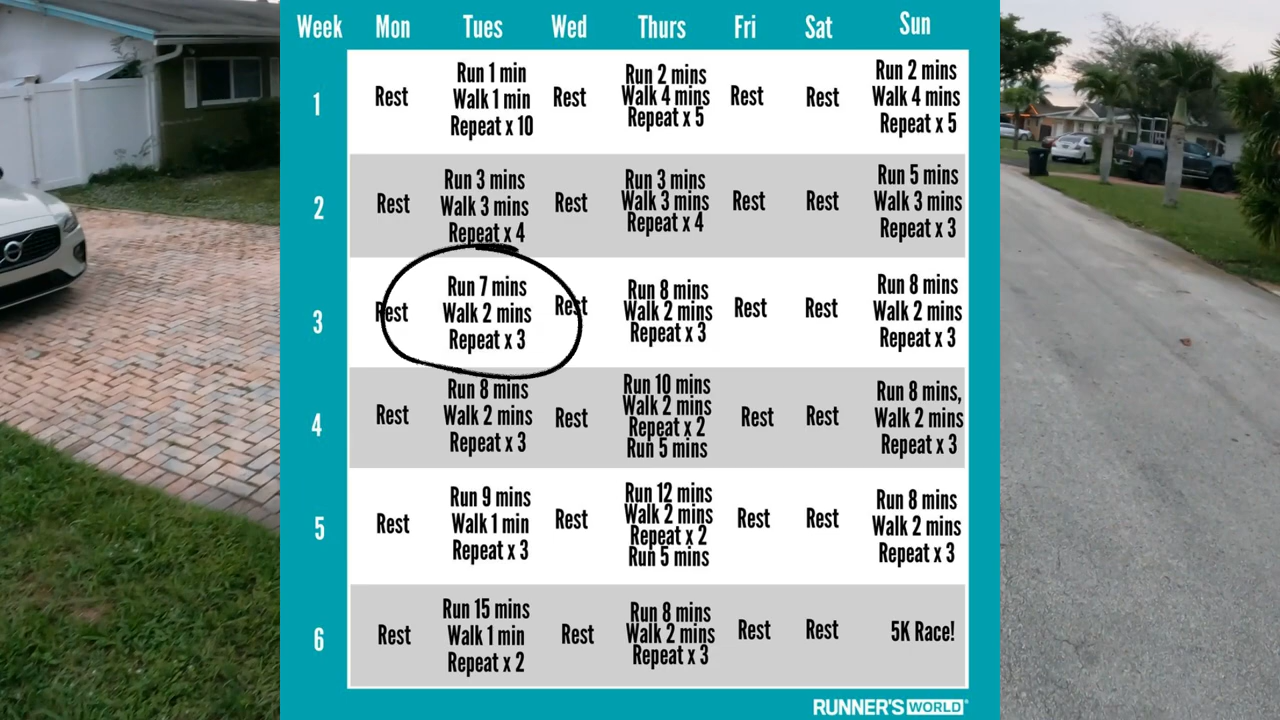 Week Mon Tues Wed Thurs Fri Sat Sun
1
Rest
Run 1 min
Walk 1 min
Repeat x 10
Rest
Run 2 mins
Walk 4 mins
Repeat x 5
Rest
Rest
Run 2 mins
Walk 4 mins
Repeat x 5
2
Rest
Run 3 mins
Walk 3 mins
Repeat x 4
Rest
Run 3 mins
Walk 3 mins
Repeat x 4
Rest
Rest
Run 5 mins
Walk 3 mins
Repeat x 3
3
Rest
Run 7 mins
Walk 2 mins
Repeat x 3
Rest
Run 8 mins
Walk 2 mins
Repeat x 3
Rest
Rest
Run 8 mins
Walk 2 mins
Repeat x 3
4
Rest
Run 8 mins
Walk 2 mins
Repeat x 3
Rest
Run 10 mins
Walk 2 mins
Repeat x 2
Run 5 mins
Rest
Rest
Run 8 mins,
Walk 2 mins
Repeat x 3
5
Rest
Run 9 mins
Walk 1 min
Repeat x 3
Rest
Run 12 mins
Walk 2 mins
Repeat x 2
Run 5 mins
Rest
Rest
Run 8 mins
Walk 2 mins
Repeat x 3
6
Rest
Run 15 mins
Walk 1 min
Repeat x 2
Rest
Run 8 mins
Walk 2 mins
Repeat x 3
Rest
Rest
5K Race!
RUNNER'S WORLD